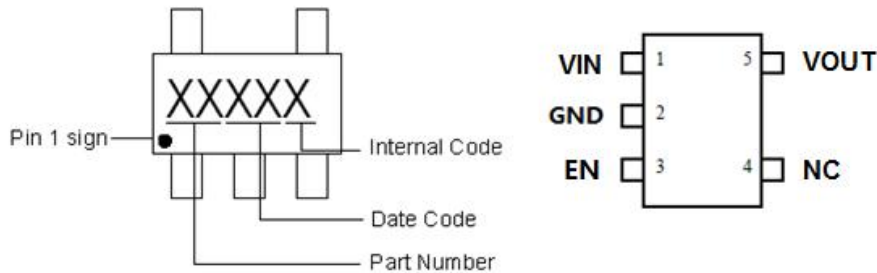 XXXXX
Pin 1 sign
Internal Code
Date Code
Part Number
VIN 1 5 VOUT
GND 2
EN 3 4 NC